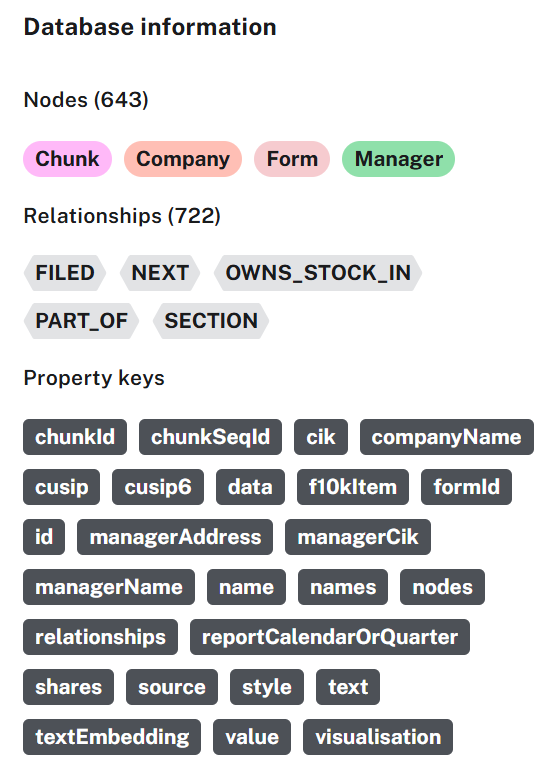 Database information
Nodes (643)
Chunk Company Form Manager
Relationships (722)
FILED NEXT OWNS_STOCK_IN
PART_OF SECTION
Property keys
chunkId chunkSeqId cik companyName
cusip cusip6 data f10kItem formId
id managerAddress managerCik
managerName name names nodes
relationships reportCalendarOrQuarter
shares source style text
textEmbedding value visualisation